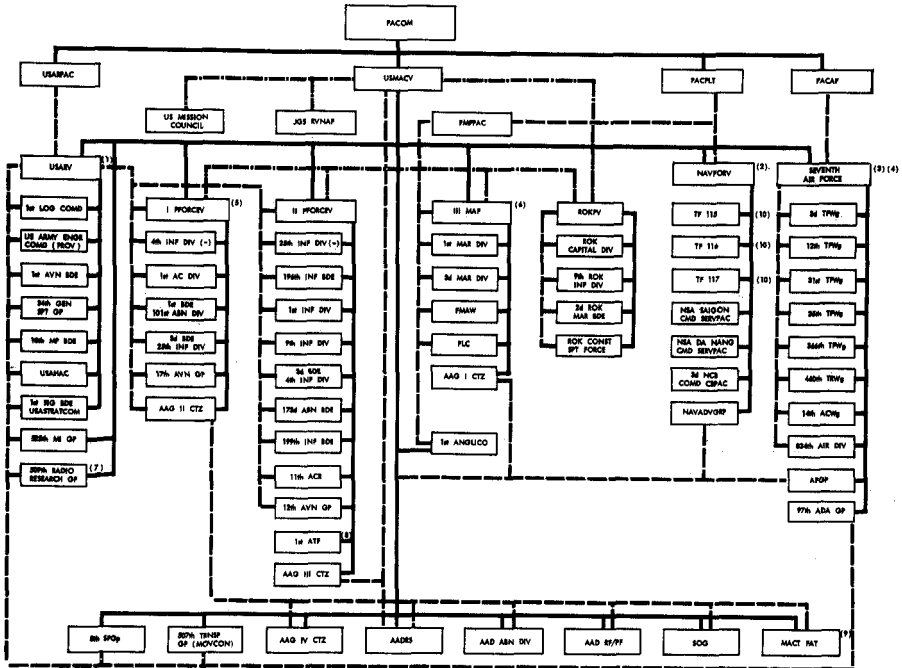 PACOM
USARPAC
USMACV
PACFLT
PACAF
US MISSION
COUNCIL
JGS RVNAF
FMFPAC
USARV
(1)
NAVFORV
(2)
SEVENTH
AIR FORCE
(3) (4)
1st LOG COMD
US ARMY ENGR
COMD (PROV)
1st AVN BDE
34th GEN
SPT GP
18th MP BDE
USAHAC
1st SIG BDE
USASTRATCOM
525th MI GP
509th RADIO
RESEARCH GP
(7)
I FFORCEV
(5)
4th INF DIV (-)
1st AC DIV
1st BDE
101st ABN DIV
3d BDE
25th INF DIV
17th AVN GP
AAG II CTZ
II FFORCEV
25th INF DIV (-)
196th INF BDE
1st INF DIV
9th INF DIV
3d BDE
4th INF DIV
173d ABN BDE
199th INF BDE
11th ACR
12th AVN GP
1st ATF
(8)
AAG III CTZ
III MAF
(6)
1st MAR DIV
3d MAR DIV
FMAW
FLC
AAG I CTZ
1st ANGLICO
ROKFV
ROK
CAPITAL DIV
9th ROK
INF DIV
2d ROK
MAR BDE
ROK CONST
SPT FORCE
TF 115
(10)
TF 116
(10)
TF 117
(10)
NSA SAIGON
CMD SERVPAC
NSA DA NANG
CMD SERVPAC
3d NCB
COMD CBPAC
NAVADVGRP
3d TFWg
12th TFWg
31st TFWg
35th TFWg
366th TFWg
460th TRWg
14th ACWg
834th AIR DIV
AFGP
97th ADA GP
5th SFGp
507th TRNSP
GP (MOVCON)
AAG IV CTZ
AADRS
AAD ABN DIV
AAD RF/PF
SOG
MACT FAT
(9)